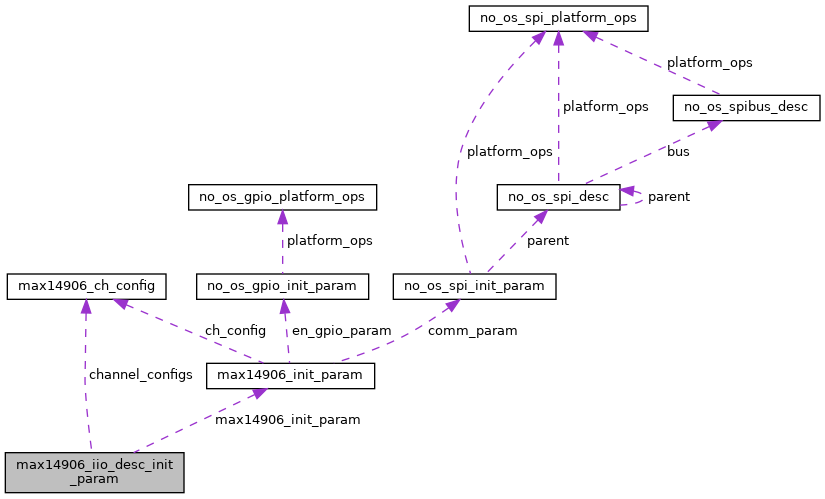 no_os_spi_platform_ops
platform_ops
no_os_spibus_desc
platform_ops
platform_ops
bus
no_os_gpio_platform_ops
no_os_spi_desc
parent
platform_ops
parent
max14906_ch_config
no_os_gpio_init_param
no_os_spi_init_param
ch_config
en_gpio_param
comm_param
channel_configs
max14906_init_param
max14906_init_param
max14906_iio_desc_init
_param